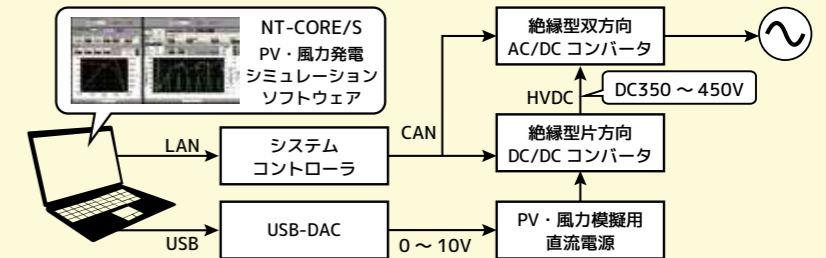 NT-CORE/S
PV・風力発電
シミュレーション
ソフトウェア
絶縁型双方向
AC/DC コンバータ
HVDC
DC350 ～ 450V
LAN
システム
コントローラ
CAN
絶縁型片方向
DC/DC コンバータ
USB
USB-DAC
0 ～ 10V
PV・風力模擬用
直流電源